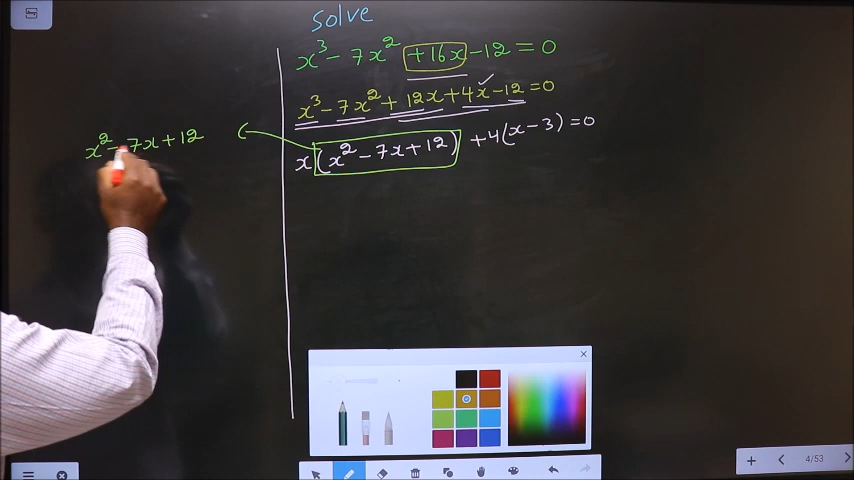 solve
x³ - 7x² + 16x - 12 = 0
x³ - 7x² + 12x + 4x - 12 = 0
x(x² - 7x + 12) + 4(x - 3) = 0
x² - 7x + 12
4/53